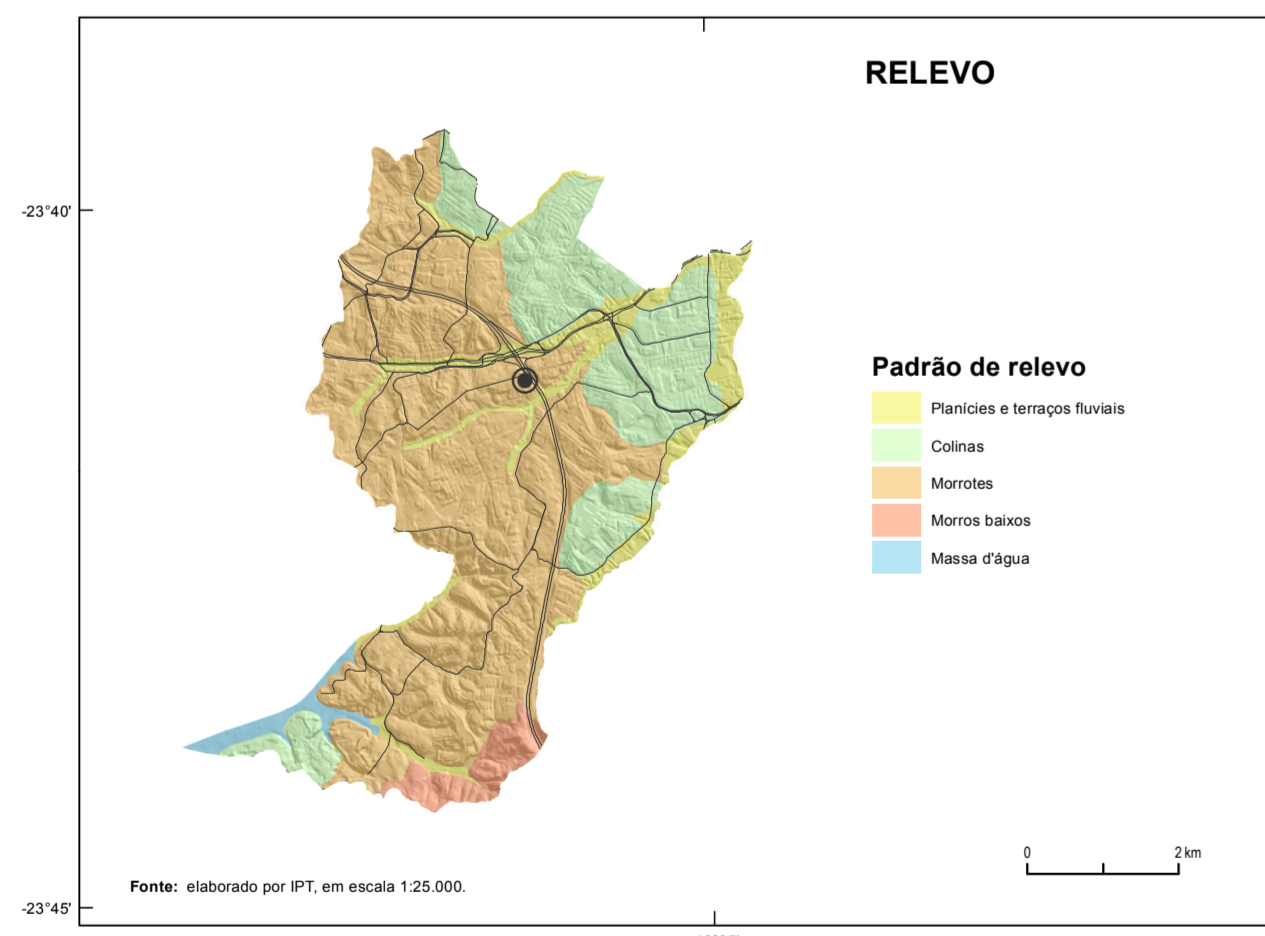 RELEVO
-23°40'
Padrão de relevo
Planícies e terraços fluviais
Colinas
Morrotes
Morros baixos
Massa d'água
0 2 km
Fonte: elaborado por IPT, em escala 1:25.000.
-23°45'